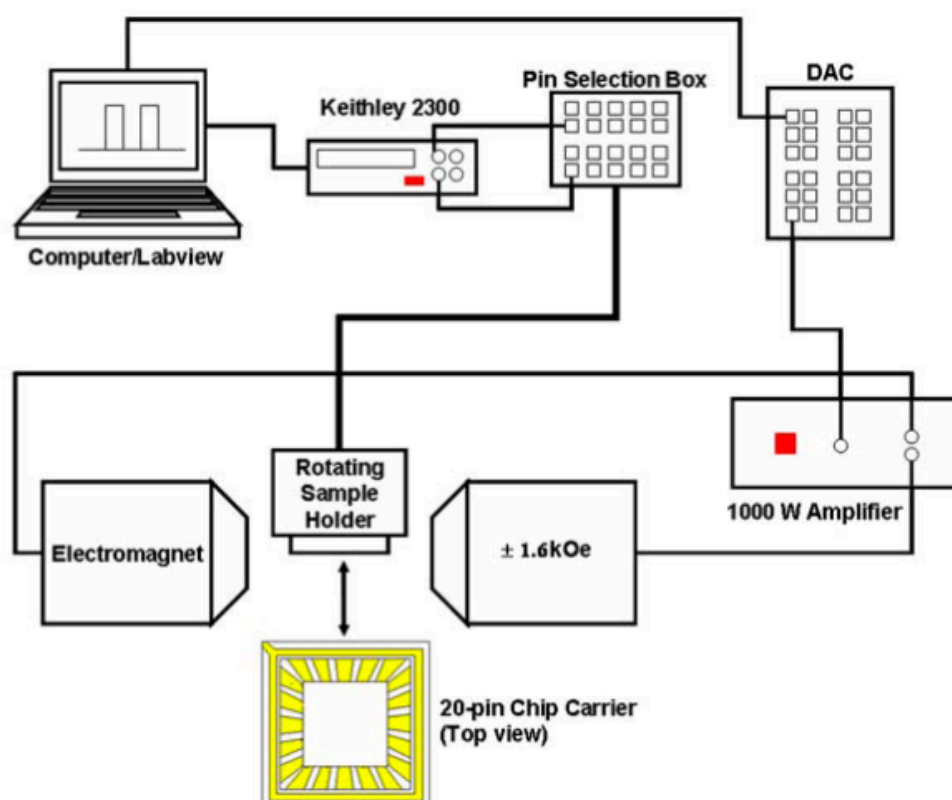 DAC
Pin Selection Box
Keithley 2300
Computer/Labview
Rotating
Sample
Holder
1000 W Amplifier
Electromagnet
± 1.6kOe
20-pin Chip Carrier
(Top view)